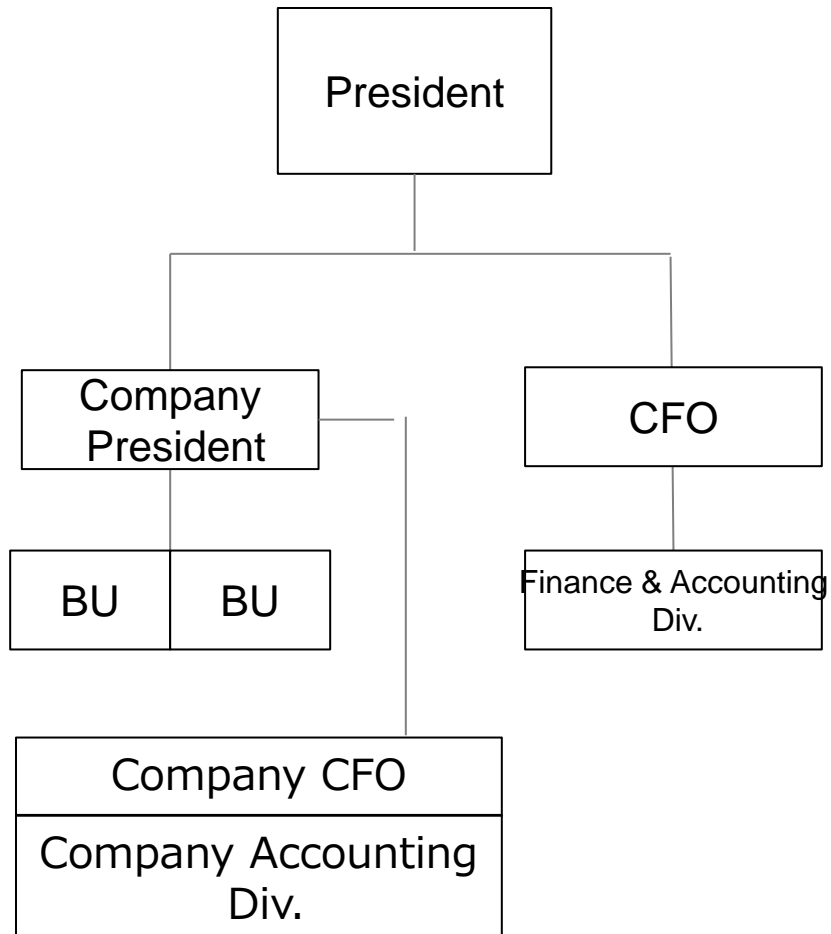 President
Company
President
CFO
BU
BU
Finance & Accounting
Div.
Company CFO
Company Accounting
Div.